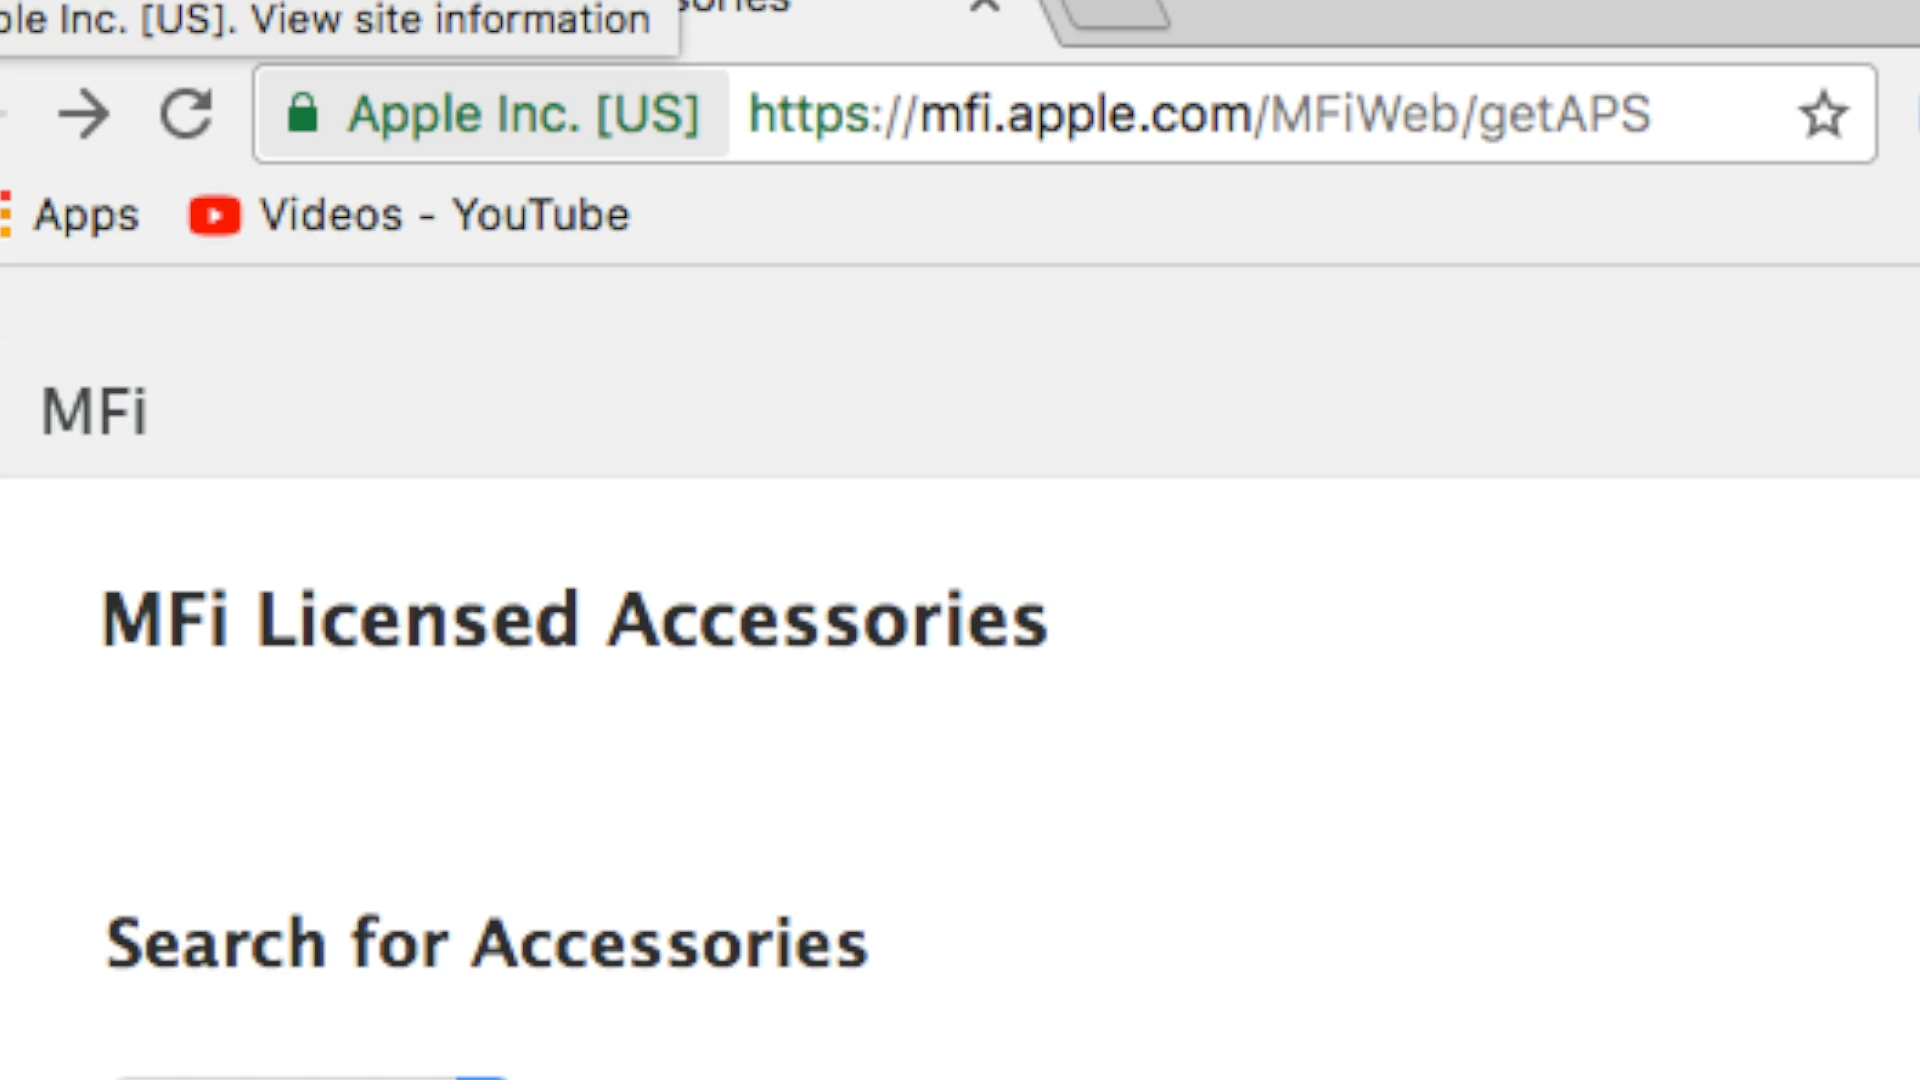 Inc. [US]. View site information
Apple Inc. [US] https://mfi.apple.com/MFiWeb/getAPS
Apps Videos - YouTube
MFi
MFi Licensed Accessories
Search for Accessories